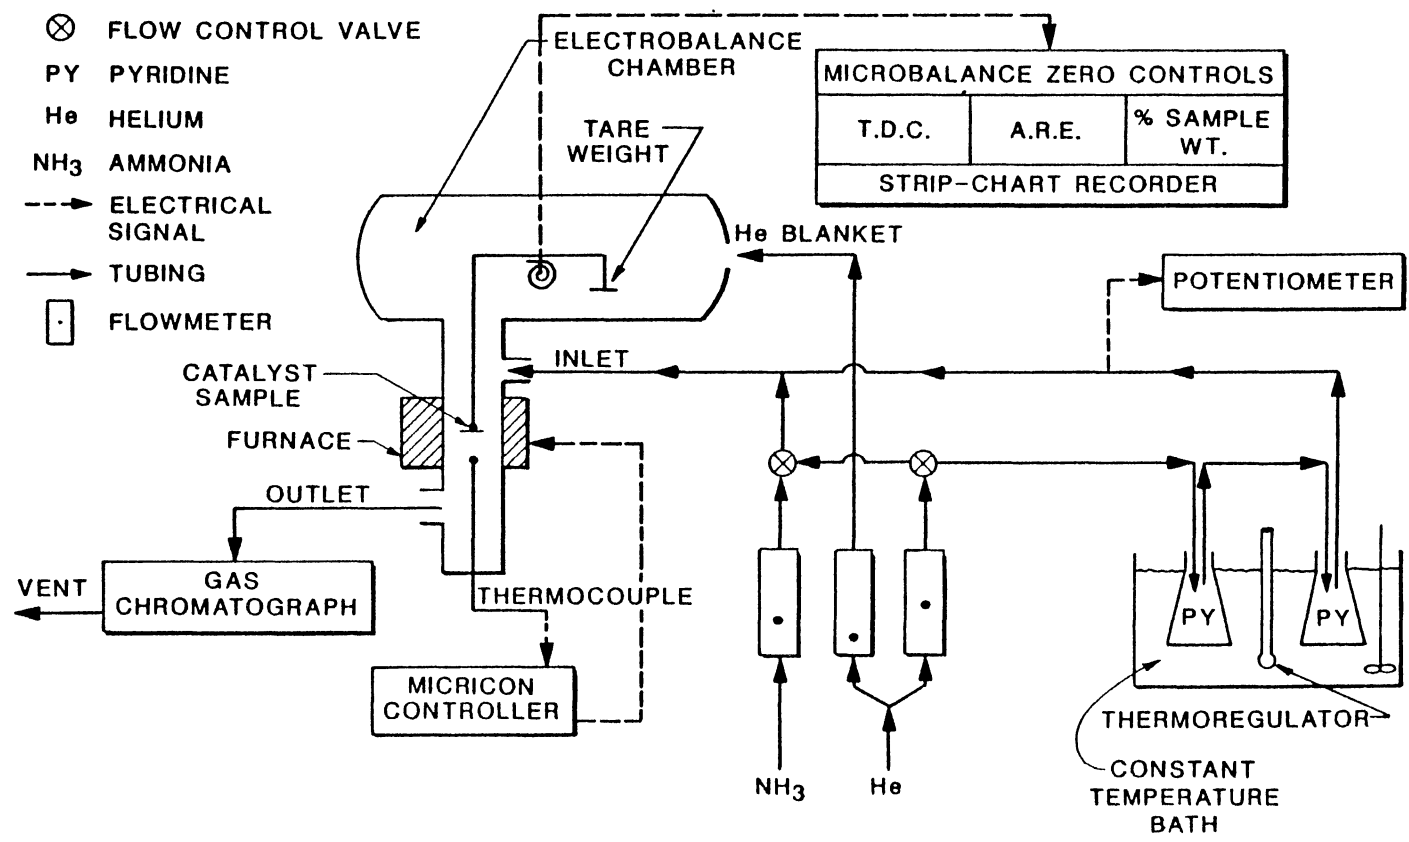 FLOW CONTROL VALVE
PY PYRIDINE
He HELIUM
NH3 AMMONIA
ELECTRICAL
SIGNAL
TUBING
FLOWMETER
ELECTROBALANCE
CHAMBER
TARE
WEIGHT
MICROBALANCE ZERO CONTROLS
T.D.C.
A.R.E.
% SAMPLE
WT.
STRIP-CHART RECORDER
He BLANKET
POTENTIOMETER
INLET
CATALYST
SAMPLE
FURNACE
OUTLET
GAS
CHROMATOGRAPH
VENT
THERMOCOUPLE
MICRICON
CONTROLLER
PY
PY
THERMOREGULATOR
NH3
He
CONSTANT
TEMPERATURE
BATH